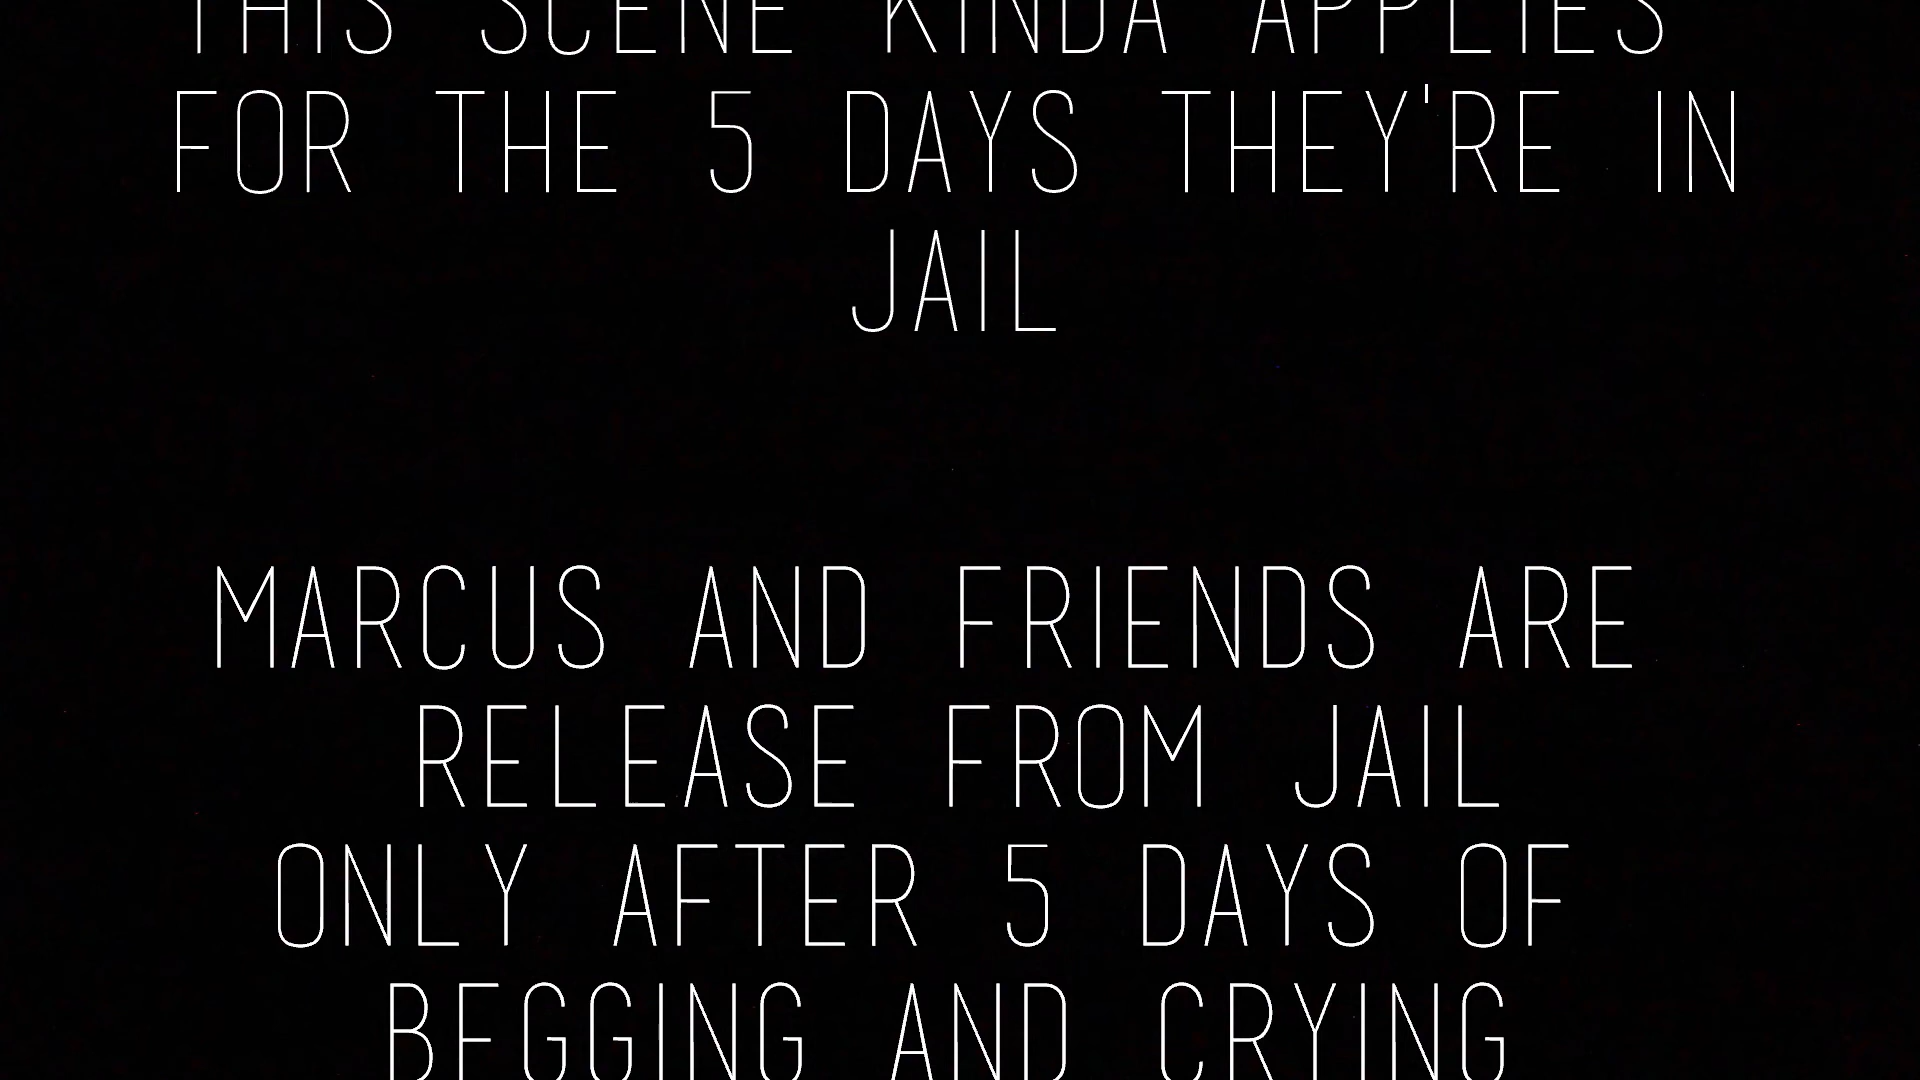 THIS SCENE KINDA APPLIES
FOR THE 5 DAYS THEY'RE IN
JAIL
MARCUS AND FRIENDS ARE
RELEASE FROM JAIL
ONLY AFTER 5 DAYS OF
BEGGING AND CRYING